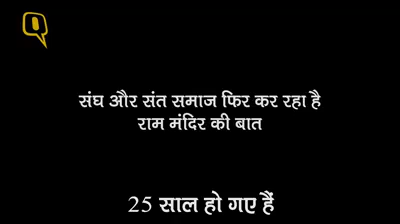 संघ और संत समाज फिर कर रहा है
राम मंदिर की बात
25 साल हो गए हैं